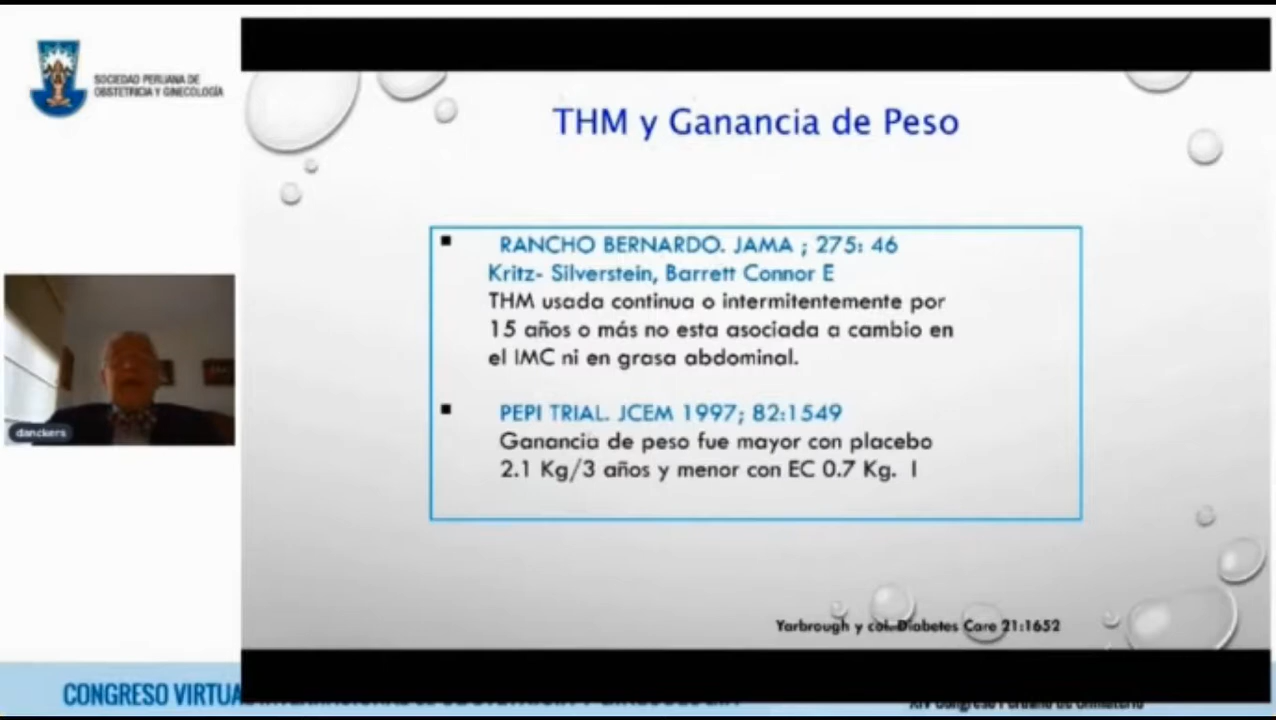 SOCIEDAD PERUANA DE
OBSTETRICIA Y GINECOLOGÍA
THM y Ganancia de Peso
▪ RANCHO BERNARDO. JAMA ; 275: 46
Kritz- Silverstein, Barrett Connor E
THM usada continua o intermitentemente por
15 años o más no esta asociada a cambio en
el IMC ni en grasa abdominal.
▪ PEPI TRIAL. JCEM 1997; 82:1549
Ganancia de peso fue mayor con placebo
2.1 Kg/3 años y menor con EC 0.7 Kg. I
danckers
Yarbrough y col. Diabetes Care 21:1652
CONGRESO VIRTUA